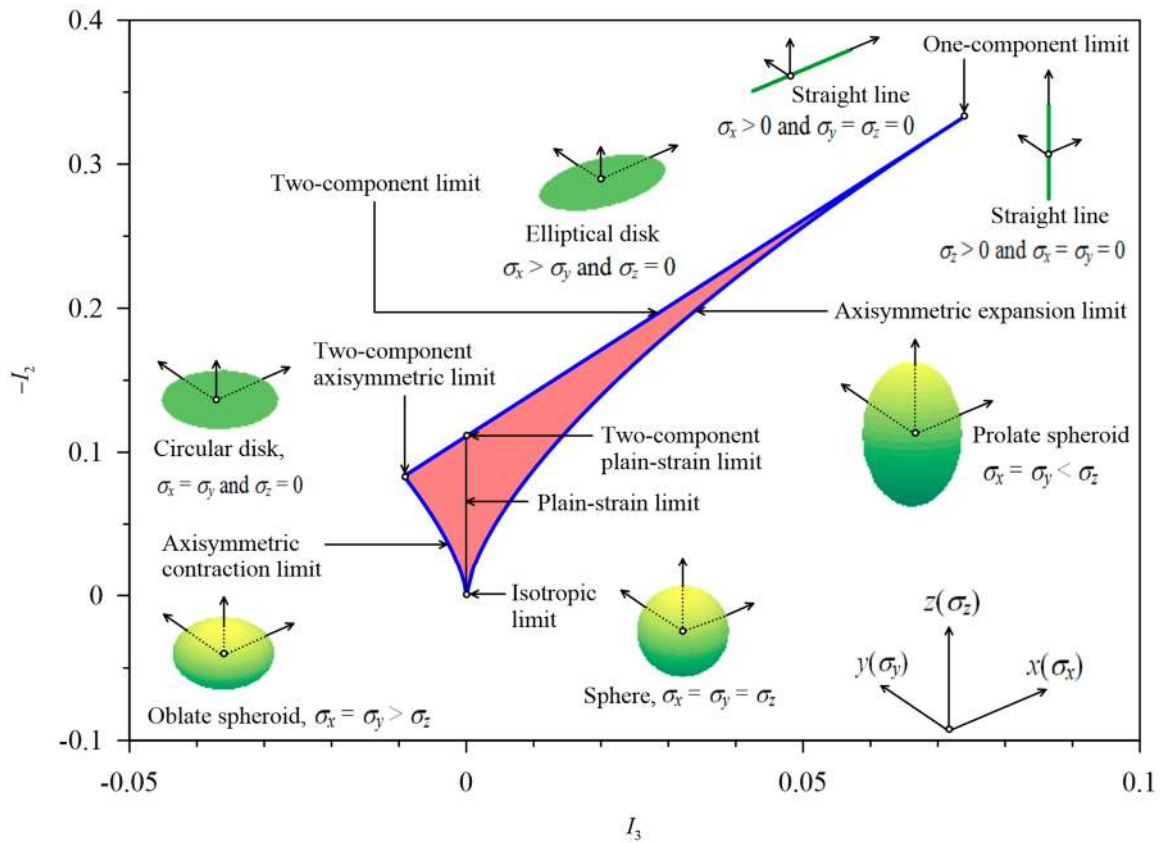 0.4
One-component limit
Straight line
σx > 0 and σy = σz = 0
0.3
Two-component limit
Elliptical disk
σx > σy and σz = 0
Straight line
σz > 0 and σx = σy = 0
0.2
Axisymmetric expansion limit
Two-component
axisymmetric limit
−I2
Circular disk,
σx = σy and σz = 0
0.1
Two-component
plain-strain limit
Prolate spheroid
σx = σy < σz
Plain-strain limit
Axisymmetric
contraction limit
0
Isotropic
limit
z(σz)
y(σy)
x(σx)
Sphere, σx = σy = σz
Oblate spheroid, σx = σy > σz
-0.1
-0.05
0
0.05
0.1
I3